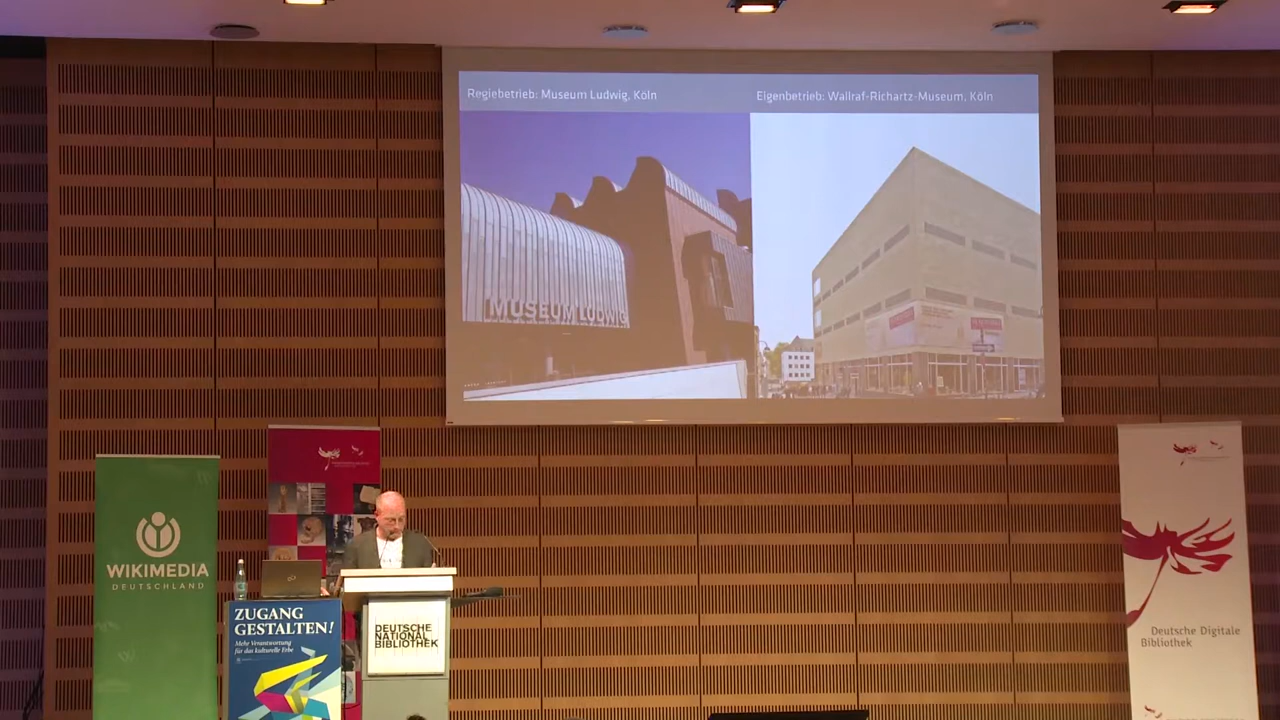 Regiebetrieb: Museum Ludwig, Köln
Eigenbetrieb: Wallraf-Richartz-Museum, Köln
MUSEUM LUDWIG
WIKIMEDIA
DEUTSCHLAND
ZUGANG
GESTALTEN!
Mehr Verantwortung
für das kulturelle Erbe
DEUTSCHE
NATIONAL
BIBLIOTHEK
Deutsche Digitale
Bibliothek